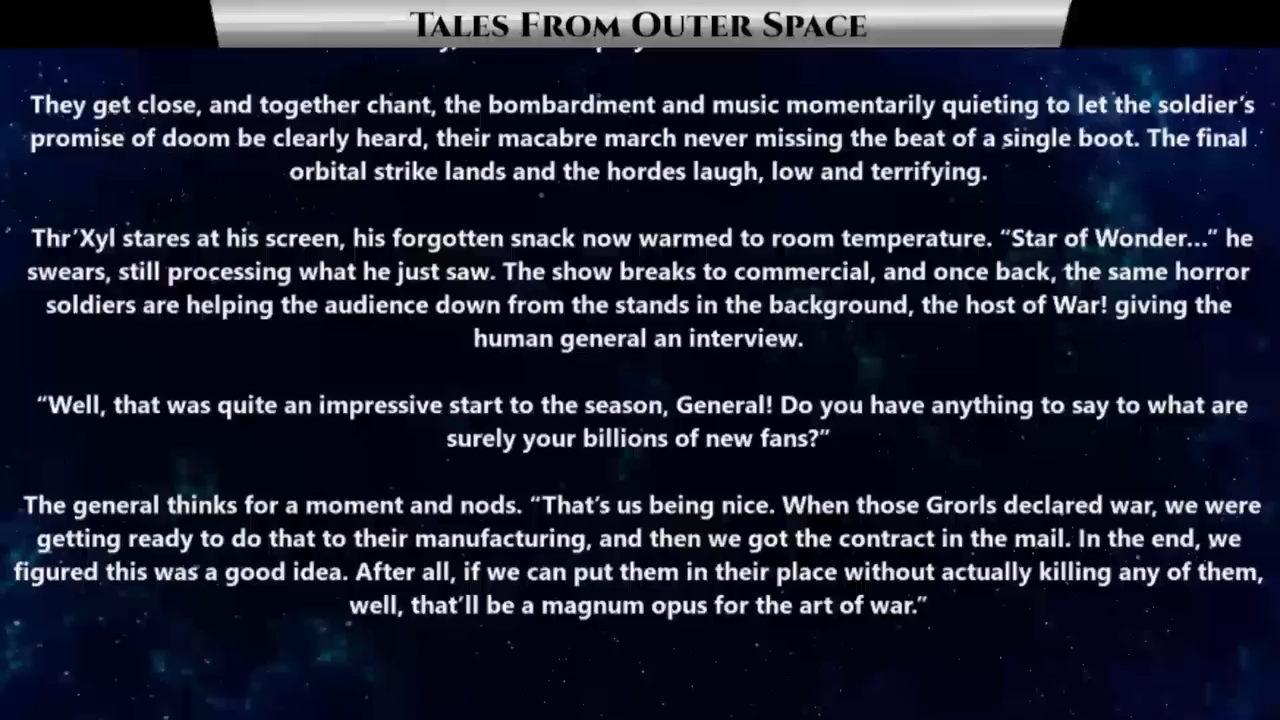 Tales From Outer Space
They get close, and together chant, the bombardment and music momentarily quieting to let the soldier’s
promise of doom be clearly heard, their macabre march never missing the beat of a single boot. The final
orbital strike lands and the hordes laugh, low and terrifying.
Thr’Xyl stares at his screen, his forgotten snack now warmed to room temperature. “Star of Wonder...” he
swears, still processing what he just saw. The show breaks to commercial, and once back, the same horror
soldiers are helping the audience down from the stands in the background, the host of War! giving the
human general an interview.
“Well, that was quite an impressive start to the season, General! Do you have anything to say to what are
surely your billions of new fans?”
The general thinks for a moment and nods. “That’s us being nice. When those Grorls declared war, we were
getting ready to do that to their manufacturing, and then we got the contract in the mail. In the end, we
figured this was a good idea. After all, if we can put them in their place without actually killing any of them,
well, that’ll be a magnum opus for the art of war.”